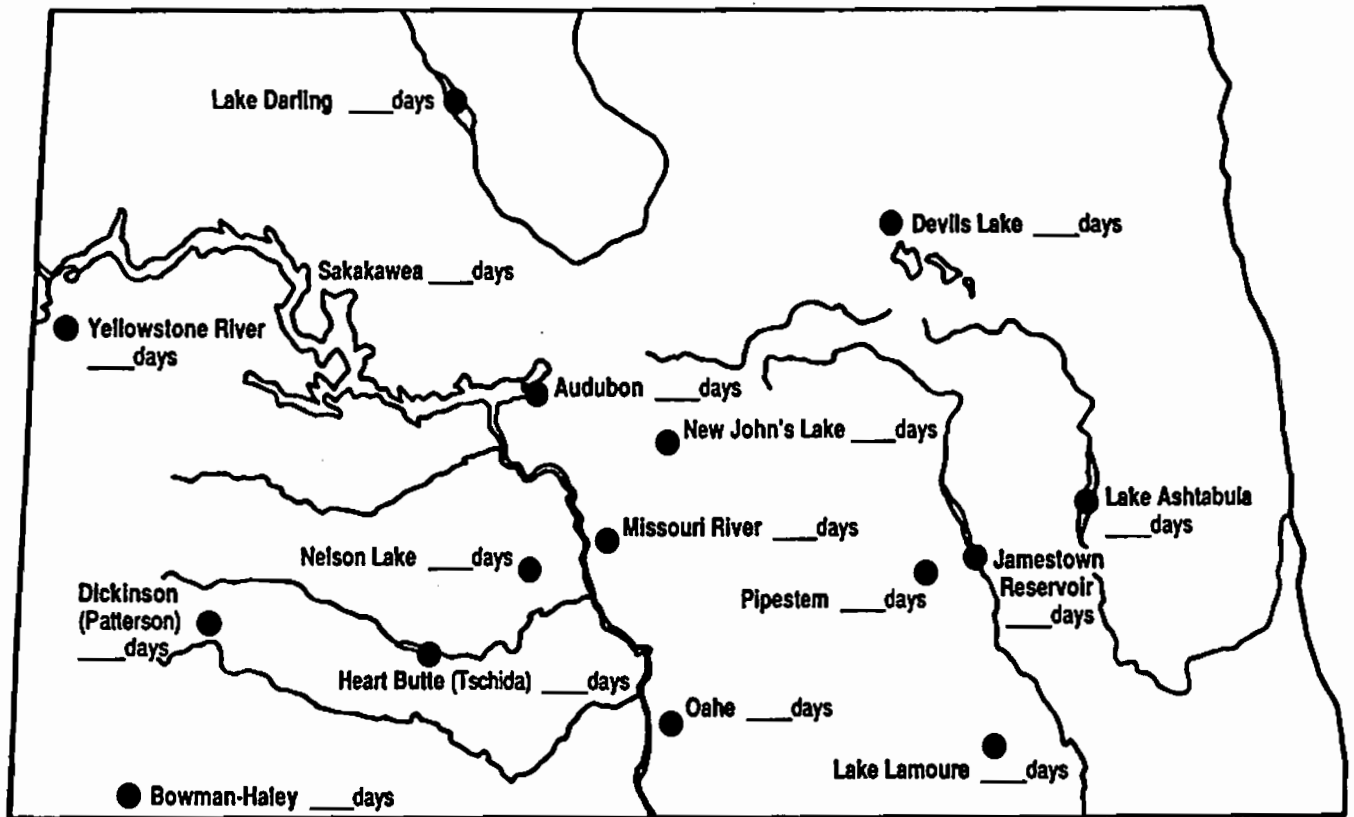 Lake Darling ____days
Devils Lake ____days
Sakakawea ____days
Yellowstone River
____days
Audubon ____days
New John's Lake ____days
Lake Ashtabula
____days
Missouri River ____days
Nelson Lake ____days
Jamestown
Reservoir
____days
Pipestem ____days
Dickinson
(Patterson)
____days
Heart Butte (Tschida) ____days
Oahe ____days
Lake Lamoure ____days
Bowman-Haley ____days